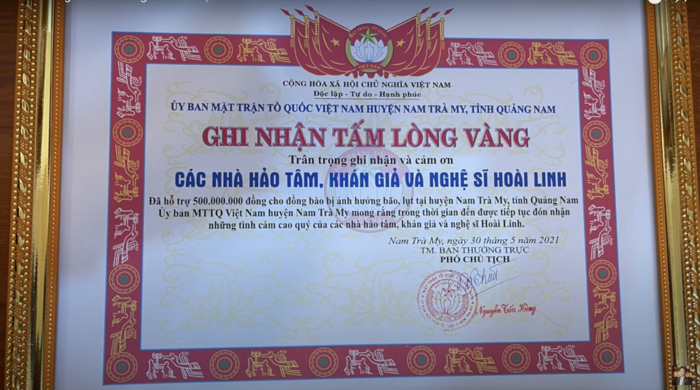 CỘNG HÒA XÃ HỘI CHỦ NGHĨA VIỆT NAM
Độc lập - Tự do - Hạnh phúc
ỦY BAN MẶT TRẬN TỔ QUỐC VIỆT NAM HUYỆN NAM TRÀ MY, TỈNH QUẢNG NAM
GHI NHẬN TẤM LÒNG VÀNG
Trân trọng ghi nhận và cảm ơn
CÁC NHÀ HẢO TÂM, KHÁN GIẢ VÀ NGHỆ SĨ HOÀI LINH
Đã hỗ trợ 500.000.000 đồng cho đồng bào bị ảnh hưởng bão, lụt tại huyện Nam Trà My, tỉnh Quảng Nam
Ủy ban MTTQ Việt Nam huyện Nam Trà My mong rằng trong thời gian đến được tiếp tục đón nhận
những tình cảm cao quý của các nhà hảo tâm, khán giả và nghệ sĩ Hoài Linh.
Nam Trà My, ngày 30 tháng 5 năm 2021
TM. BAN THƯỜNG TRỰC
PHÓ CHỦ TỊCH
Nguyễn Tấn Hùng